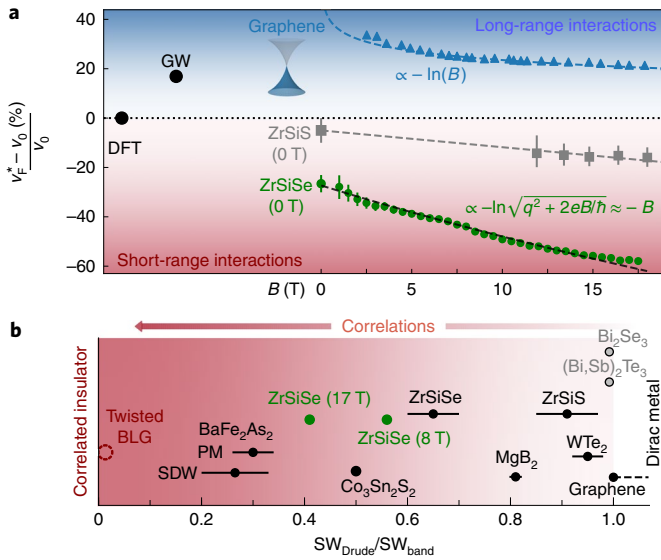 a
40
20
0
−20
−40
−60
v*F − v0 (%)
v0
GW
DFT
Graphene
Long-range interactions
∝ − ln(B)
ZrSiS
(0 T)
ZrSiSe
(0 T)
∝ −ln√q² + 2eB/ħ ≈ − B
Short-range interactions
B (T)
0 5 10 15
b
Correlations
Correlated insulator
Dirac metal
Bi₂Se₃
(Bi,Sb)₂Te₃
Twisted
BLG
BaFe₂As₂
PM
SDW
ZrSiSe (17 T)
ZrSiSe (8 T)
ZrSiSe
ZrSiS
Co₃Sn₂S₂
MgB₂
WTe₂
Graphene
0 0.2 0.4 0.6 0.8 1.0
SW_Drude/SW_band